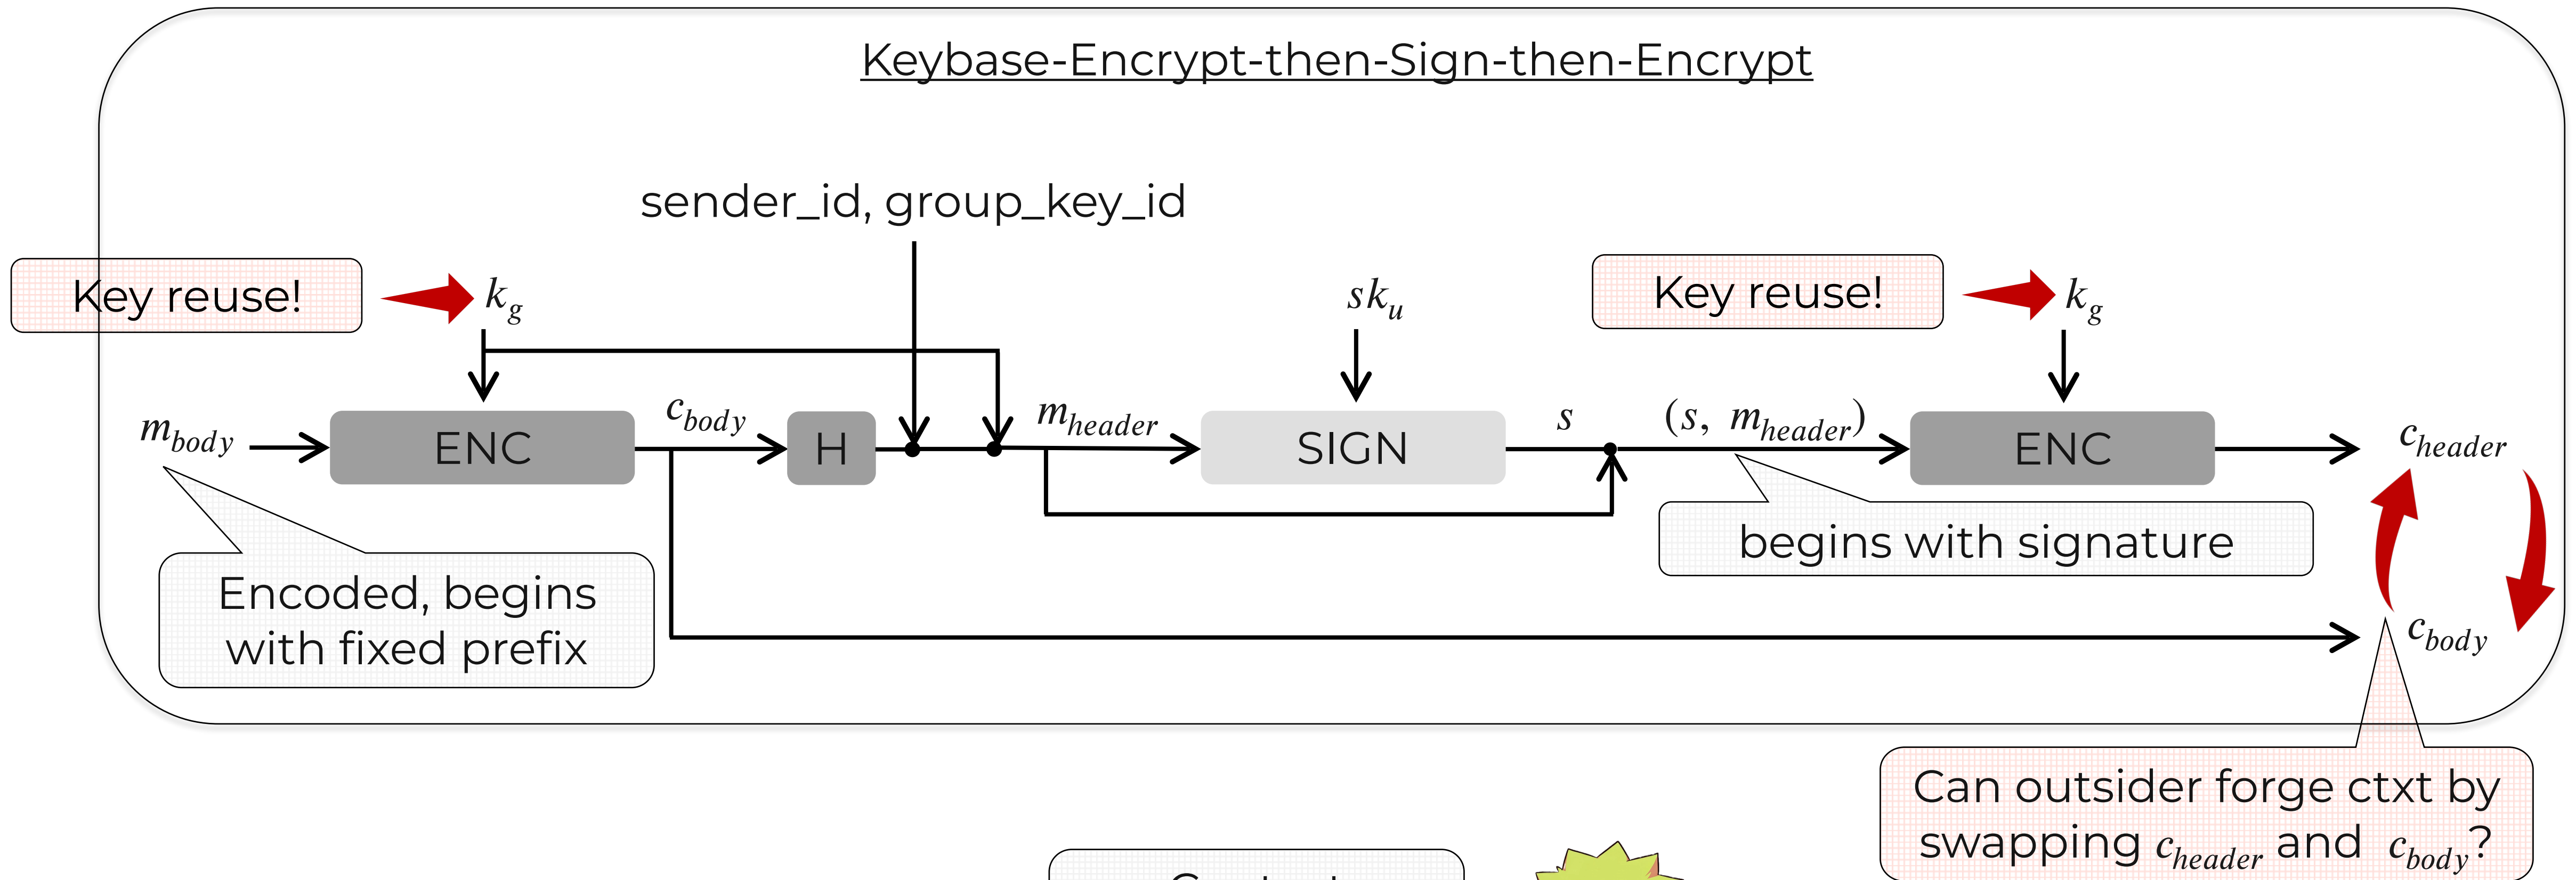 Keybase-Encrypt-then-Sign-then-Encrypt
sender_id, group_key_id
Key reuse!
k_g
sk_u
Key reuse!
k_g
m_body
ENC
c_body
H
m_header
SIGN
s
(s, m_header)
ENC
c_header
begins with signature
Encoded, begins
with fixed prefix
c_body
Can outsider forge ctxt by
swapping c_header and c_body?